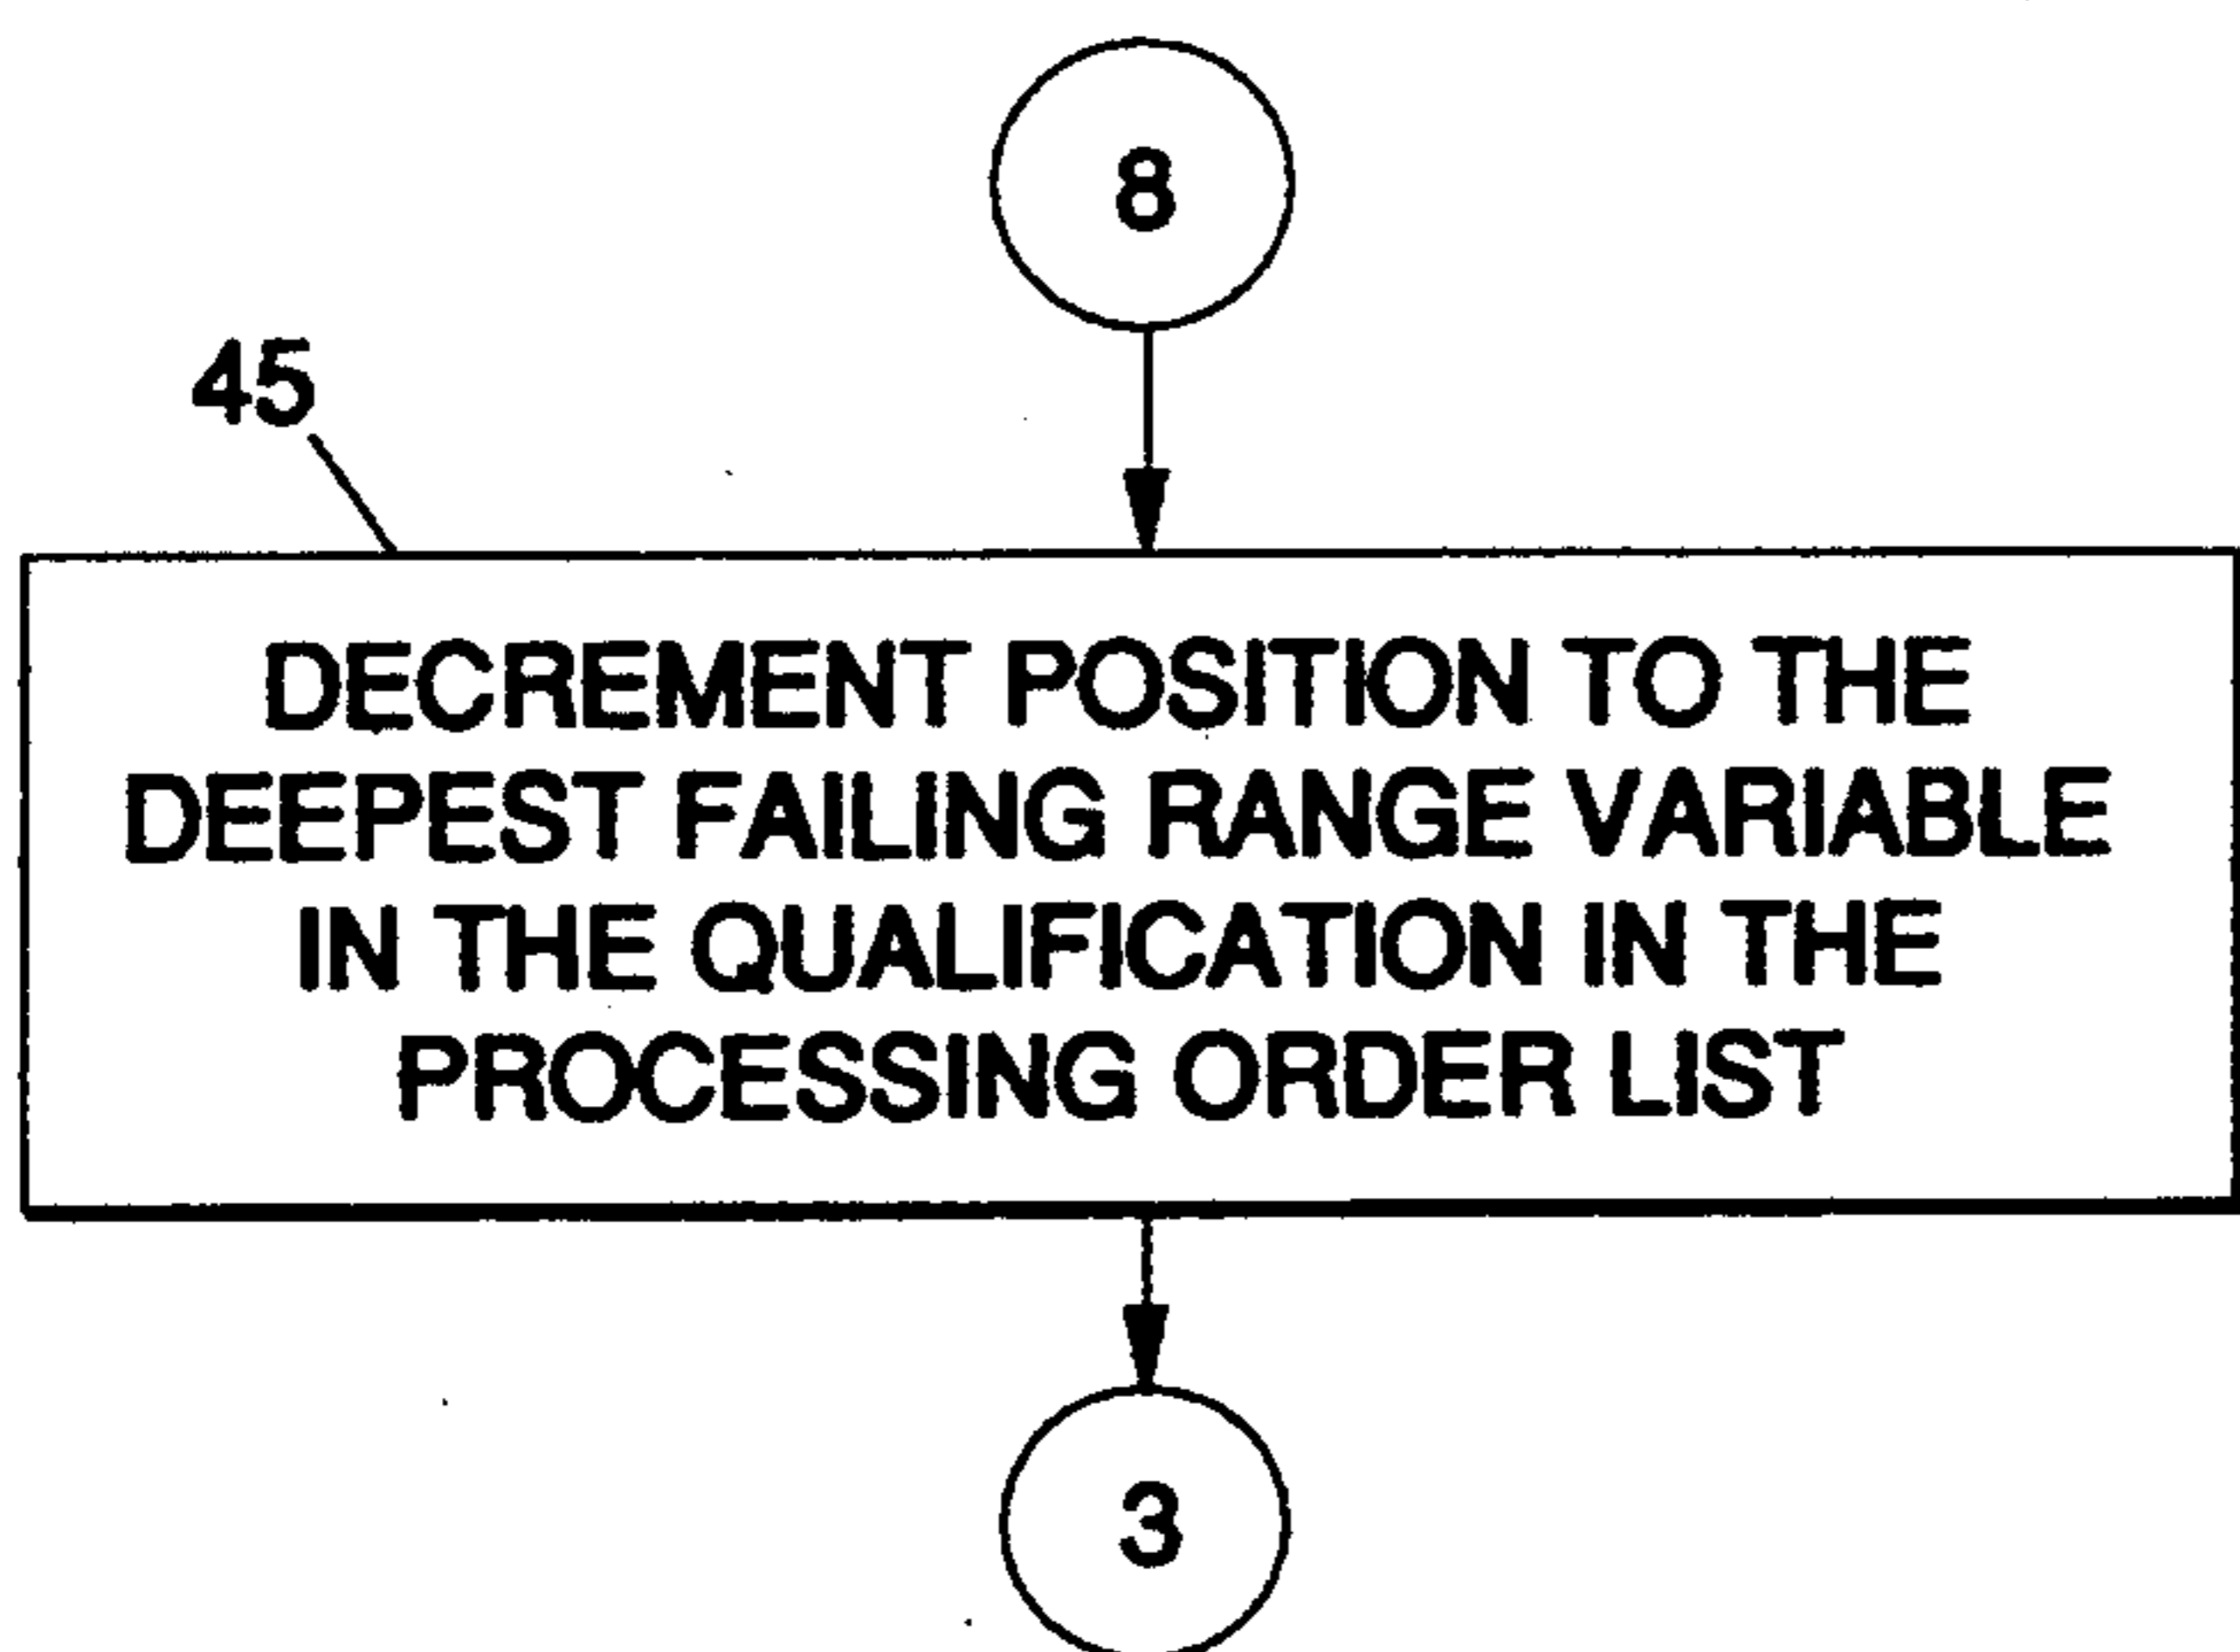 8
45
DECREMENT POSITION TO THE
DEEPEST FAILING RANGE VARIABLE
IN THE QUALIFICATION IN THE
PROCESSING ORDER LIST
3